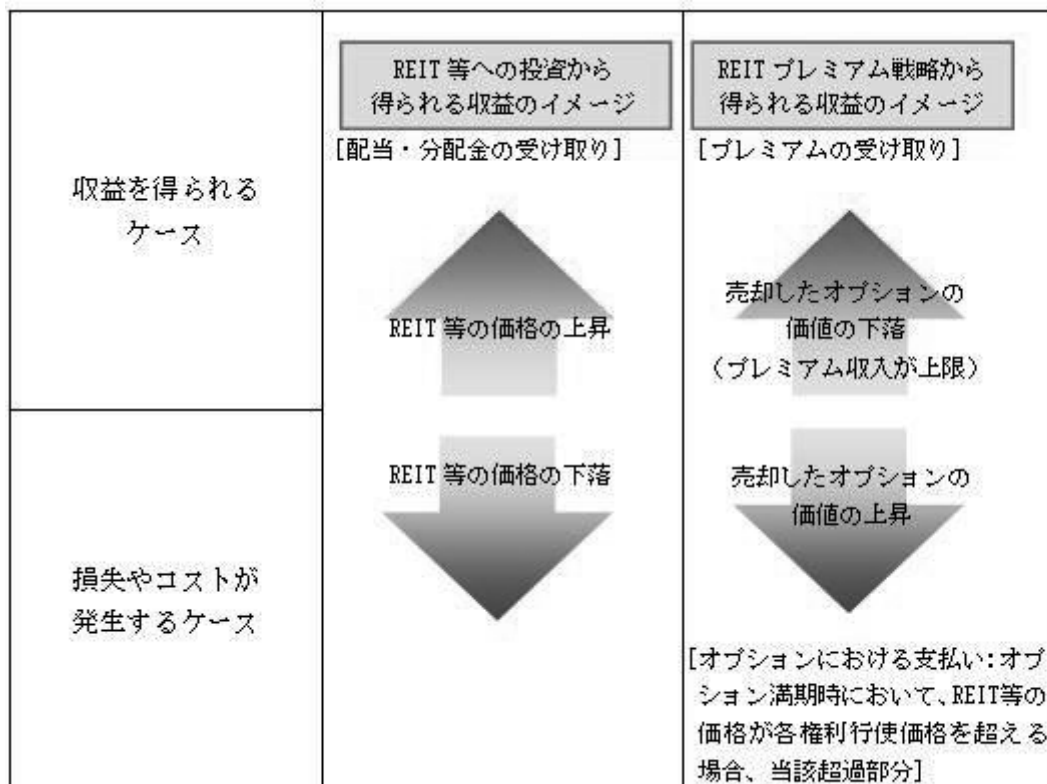 REIT 等への投資から
得られる収益のイメージ
REIT プレミアム戦略から
得られる収益のイメージ
収益を得られる
ケース
[配当・分配金の受け取り]
REIT 等の価格の上昇
[プレミアムの受け取り]
売却したオプションの
価値の下落
（プレミアム収入が上限）
損失やコストが
発生するケース
REIT 等の価格の下落
売却したオプションの
価値の上昇
[オプションにおける支払い:オプ
ション満期時において、REIT等の
価格が各権利行使価格を超える
場合、当該超過部分]